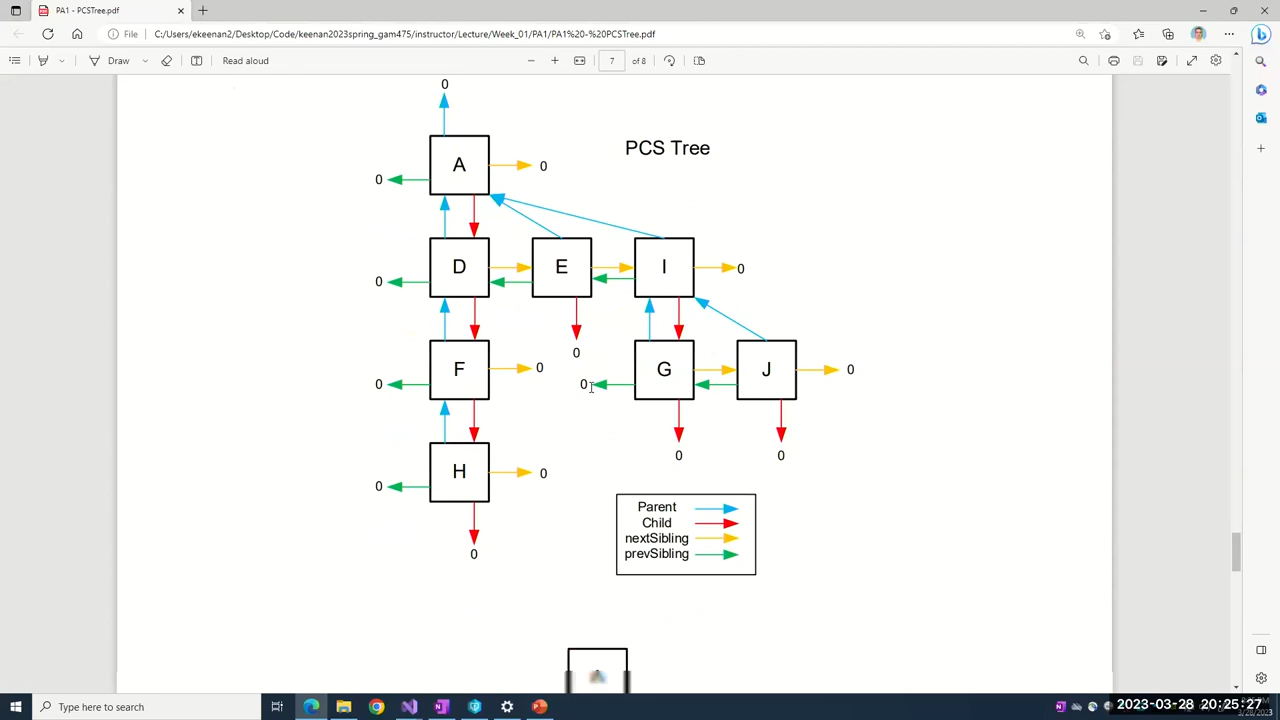 PA1 - PCSTree.pdf
File
C:/Users/ekeenan2/Desktop/Code/keenan2023spring_gam475/instructor/Lecture/Week_01/PA1/PA1%20-%20PCSTree.pdf
Draw
Read aloud
7
of 8
0
PCS Tree
A
0
0
D
E
I
0
0
0
F
0
G
J
0
0
0
0
0
H
0
0
0
Parent
Child
nextSibling
prevSibling
Type here to search
2023-03-28 20:25:27